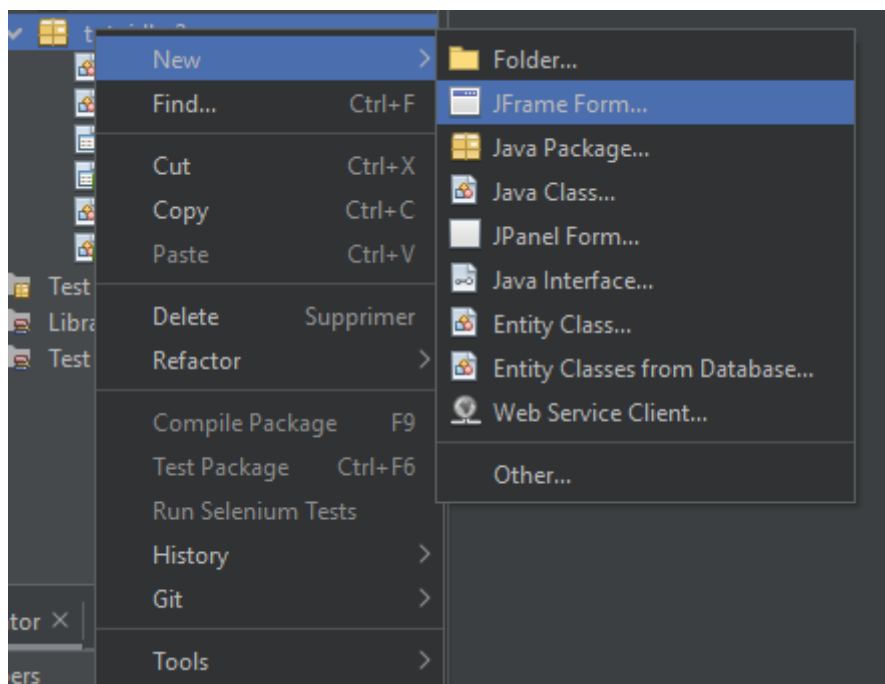 New
Find... Ctrl+F
Cut Ctrl+X
Copy Ctrl+C
Paste Ctrl+V
Delete Supprimer
Refactor
Compile Package F9
Test Package Ctrl+F6
Run Selenium Tests
History
Git
Tools
Folder...
JFrame Form...
Java Package...
Java Class...
JPanel Form...
Java Interface...
Entity Class...
Entity Classes from Database...
Web Service Client...
Other...
Test
Test